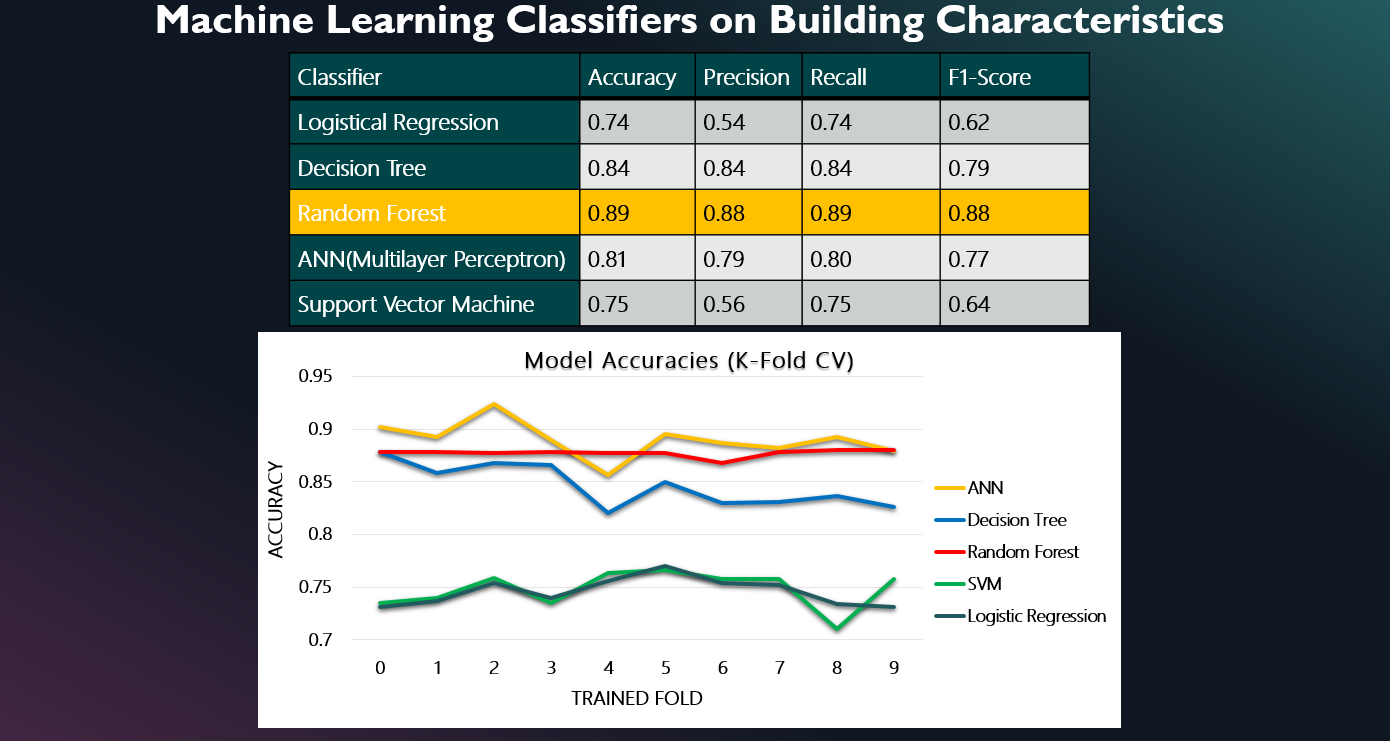 Machine Learning Classifiers on Building Characteristics
Classifier Accuracy Precision Recall F1-Score
Logistical Regression 0.74 0.54 0.74 0.62
Decision Tree 0.84 0.84 0.84 0.79
Random Forest 0.89 0.88 0.89 0.88
ANN(Multilayer Perceptron) 0.81 0.79 0.80 0.77
Support Vector Machine 0.75 0.56 0.75 0.64
Model Accuracies (K-Fold CV)
0.95
0.9
0.85
0.8
0.75
0.7
ACCURACY
0 1 2 3 4 5 6 7 8 9
TRAINED FOLD
ANN
Decision Tree
Random Forest
SVM
Logistic Regression